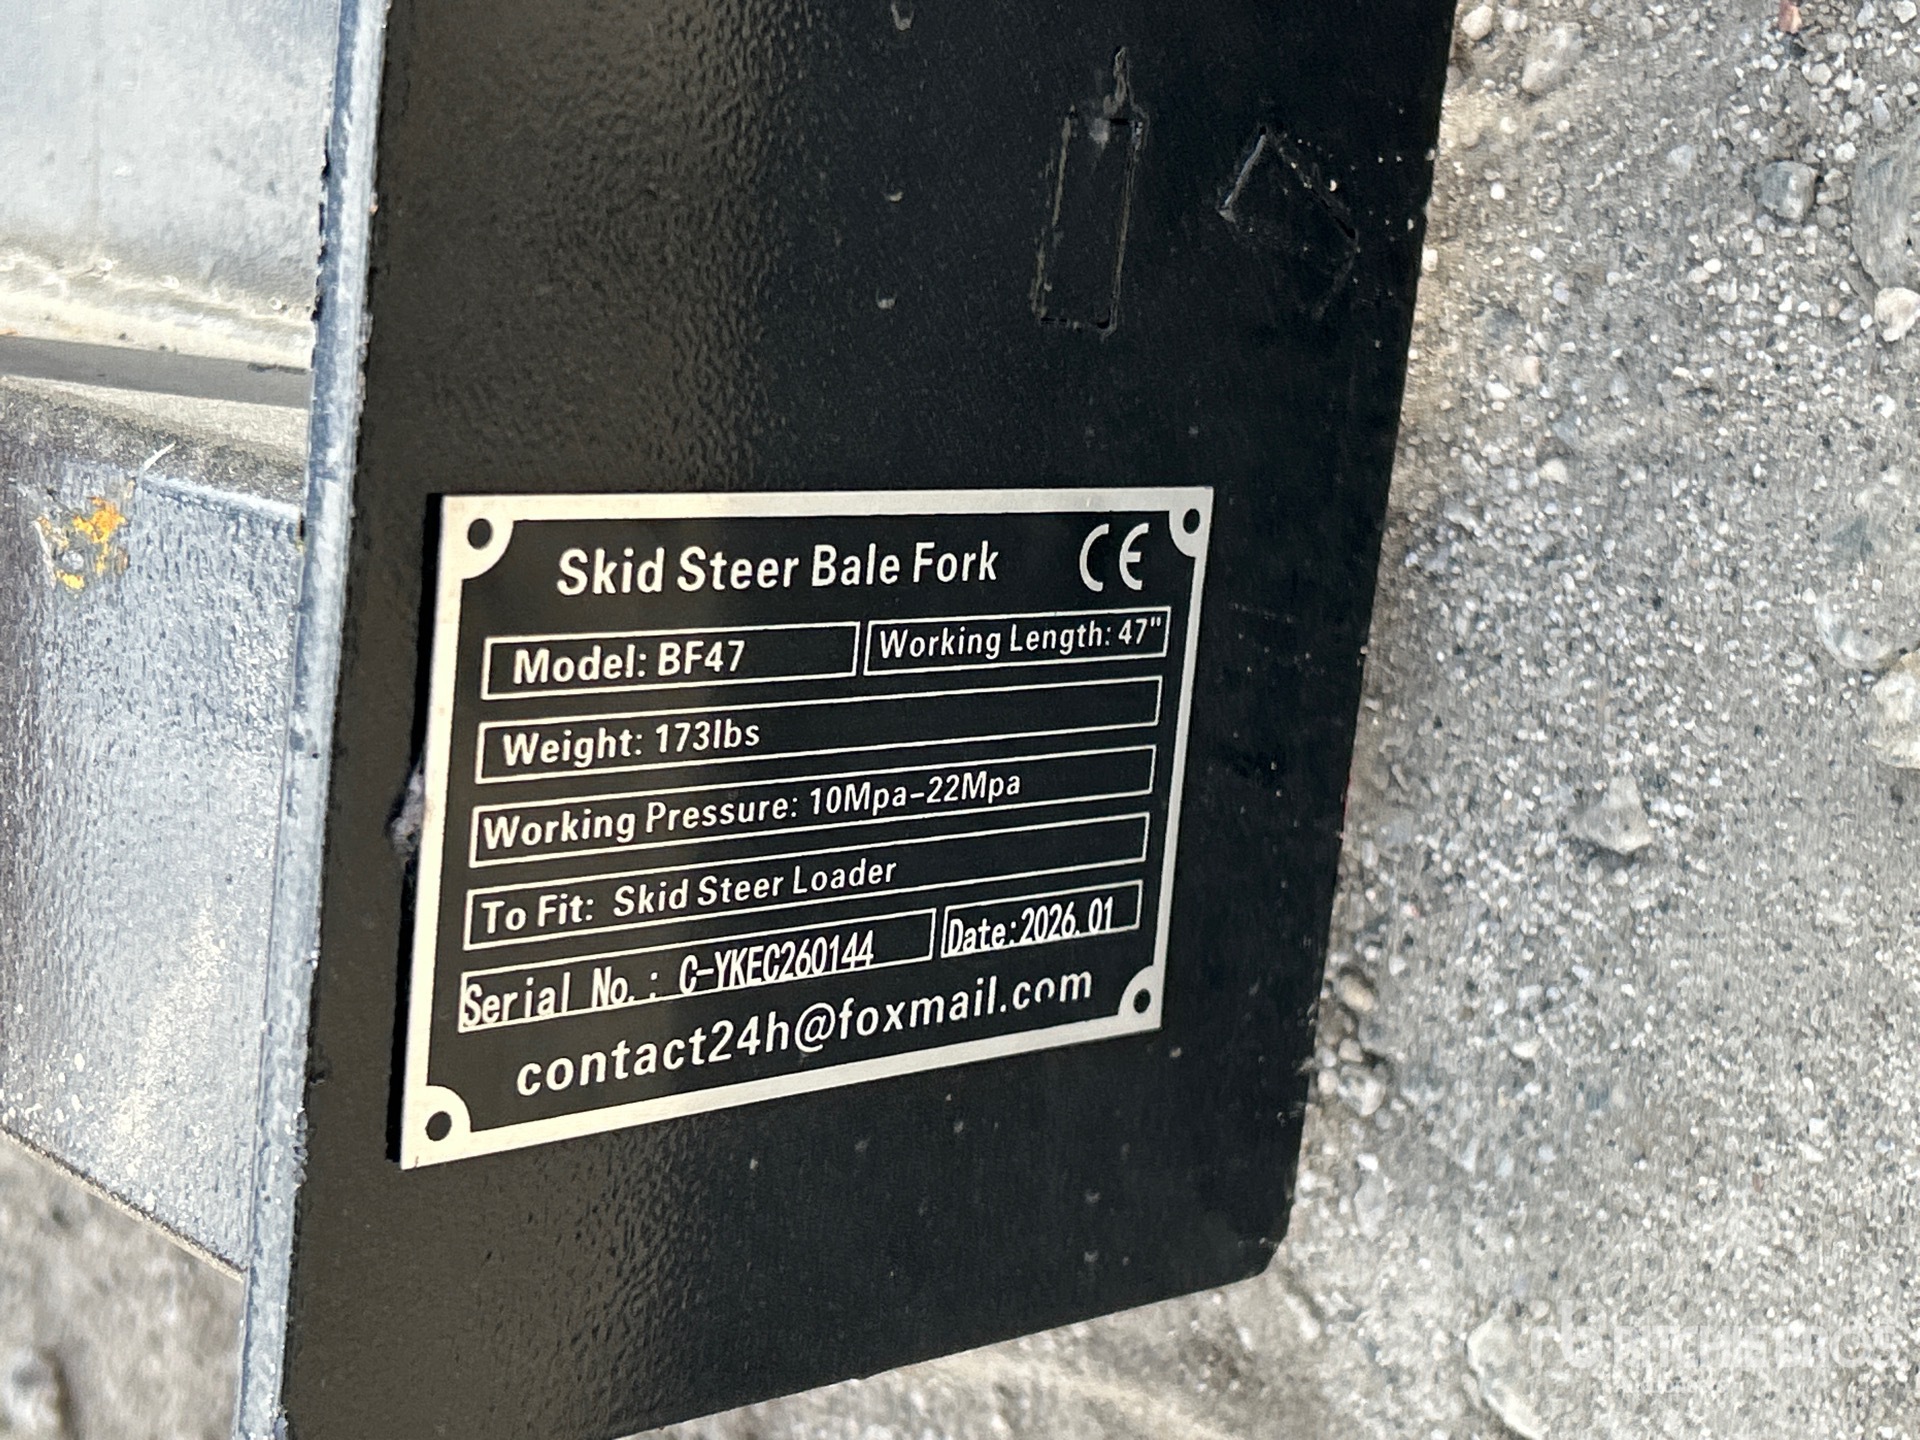 Skid Steer Bale Fork CE
Model: BF47 Working Length: 47"
Weight: 173lbs
Working Pressure: 10Mpa-22Mpa
To Fit: Skid Steer Loader
Serial No.: C-YKEC260144 Date:2026.01
contact24h@foxmail.com